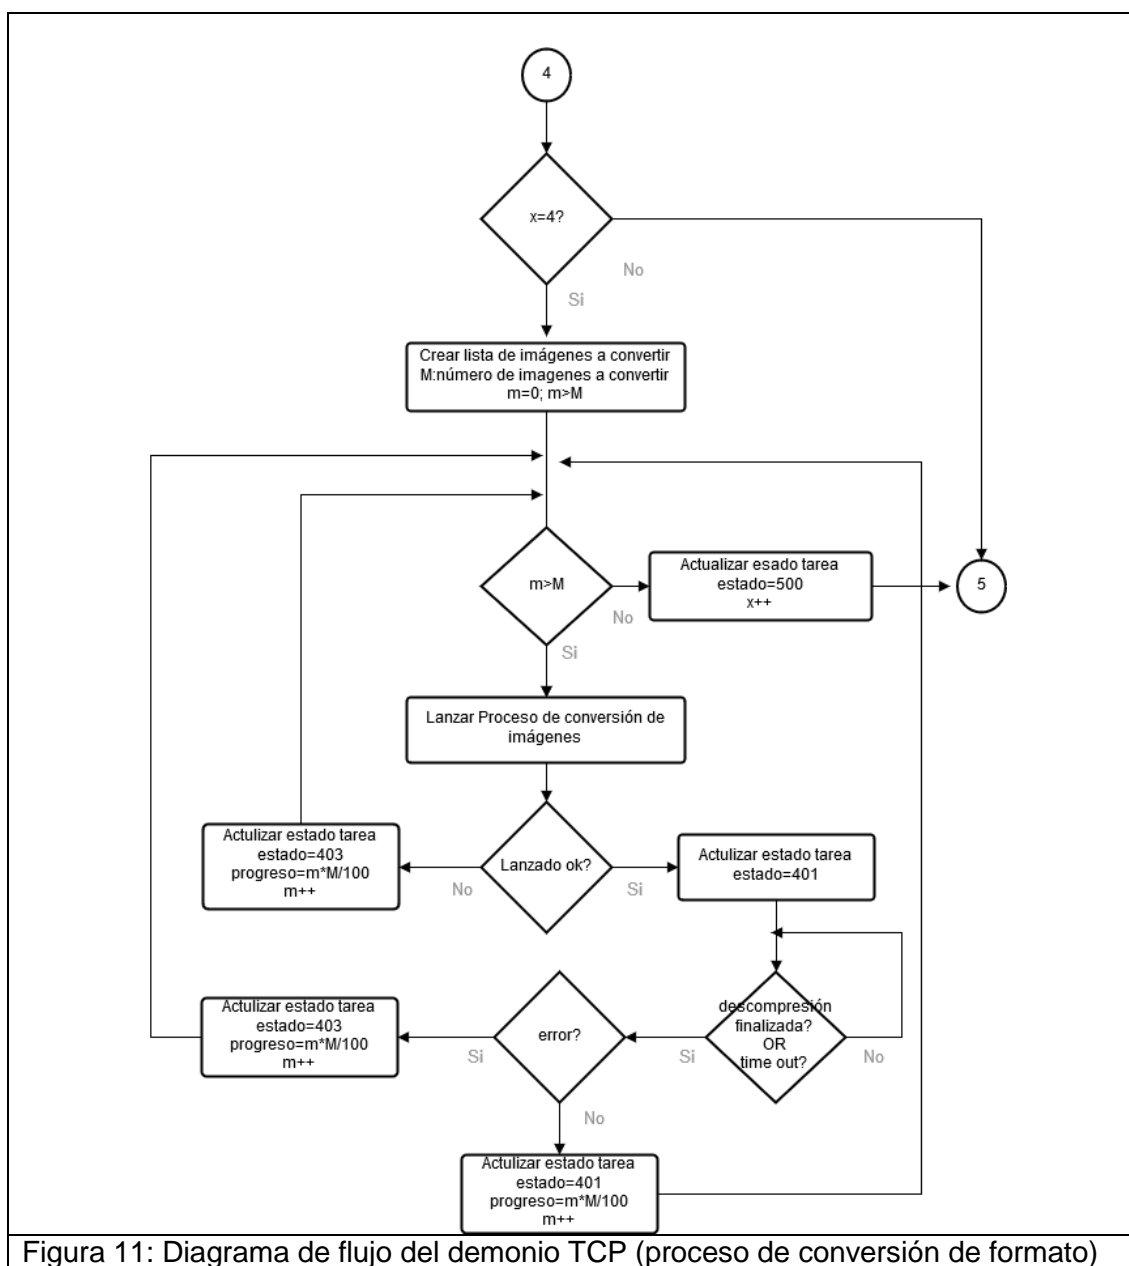 4
x=4?
No
Si
Crear lista de imágenes a convertir
M:número de imagenes a convertir
m=0; m>M
m>M
No
Si
Actualizar esado tarea
estado=500
x++
5
Lanzar Proceso de conversión de
imágenes
Lanzado ok?
No
Si
Actulizar estado tarea
estado=403
progreso=m*M/100
m++
Actulizar estado tarea
estado=401
descompresión
finalizada?
OR
time out?
No
Si
error?
Si
No
Actulizar estado tarea
estado=403
progreso=m*M/100
m++
Actulizar estado tarea
estado=401
progreso=m*M/100
m++
Figura 11: Diagrama de flujo del demonio TCP (proceso de conversión de formato)